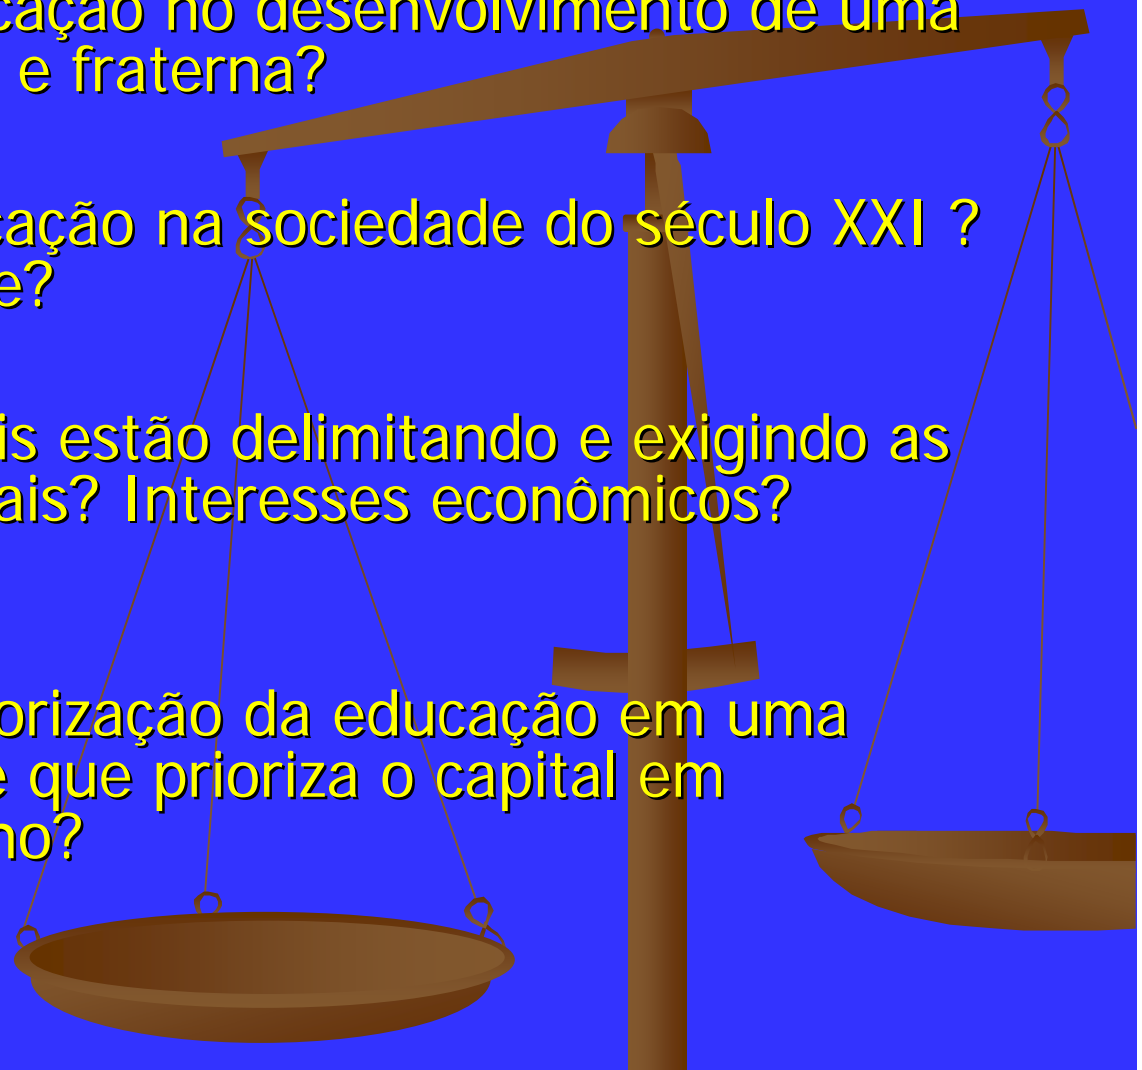 cação no desenvolvimento de uma
e fraterna?
cação na sociedade do século XXI ?
e?
is estão delimitando e exigindo as
ais? Interesses econômicos?
orização da educação em uma
e que prioriza o capital em
no?